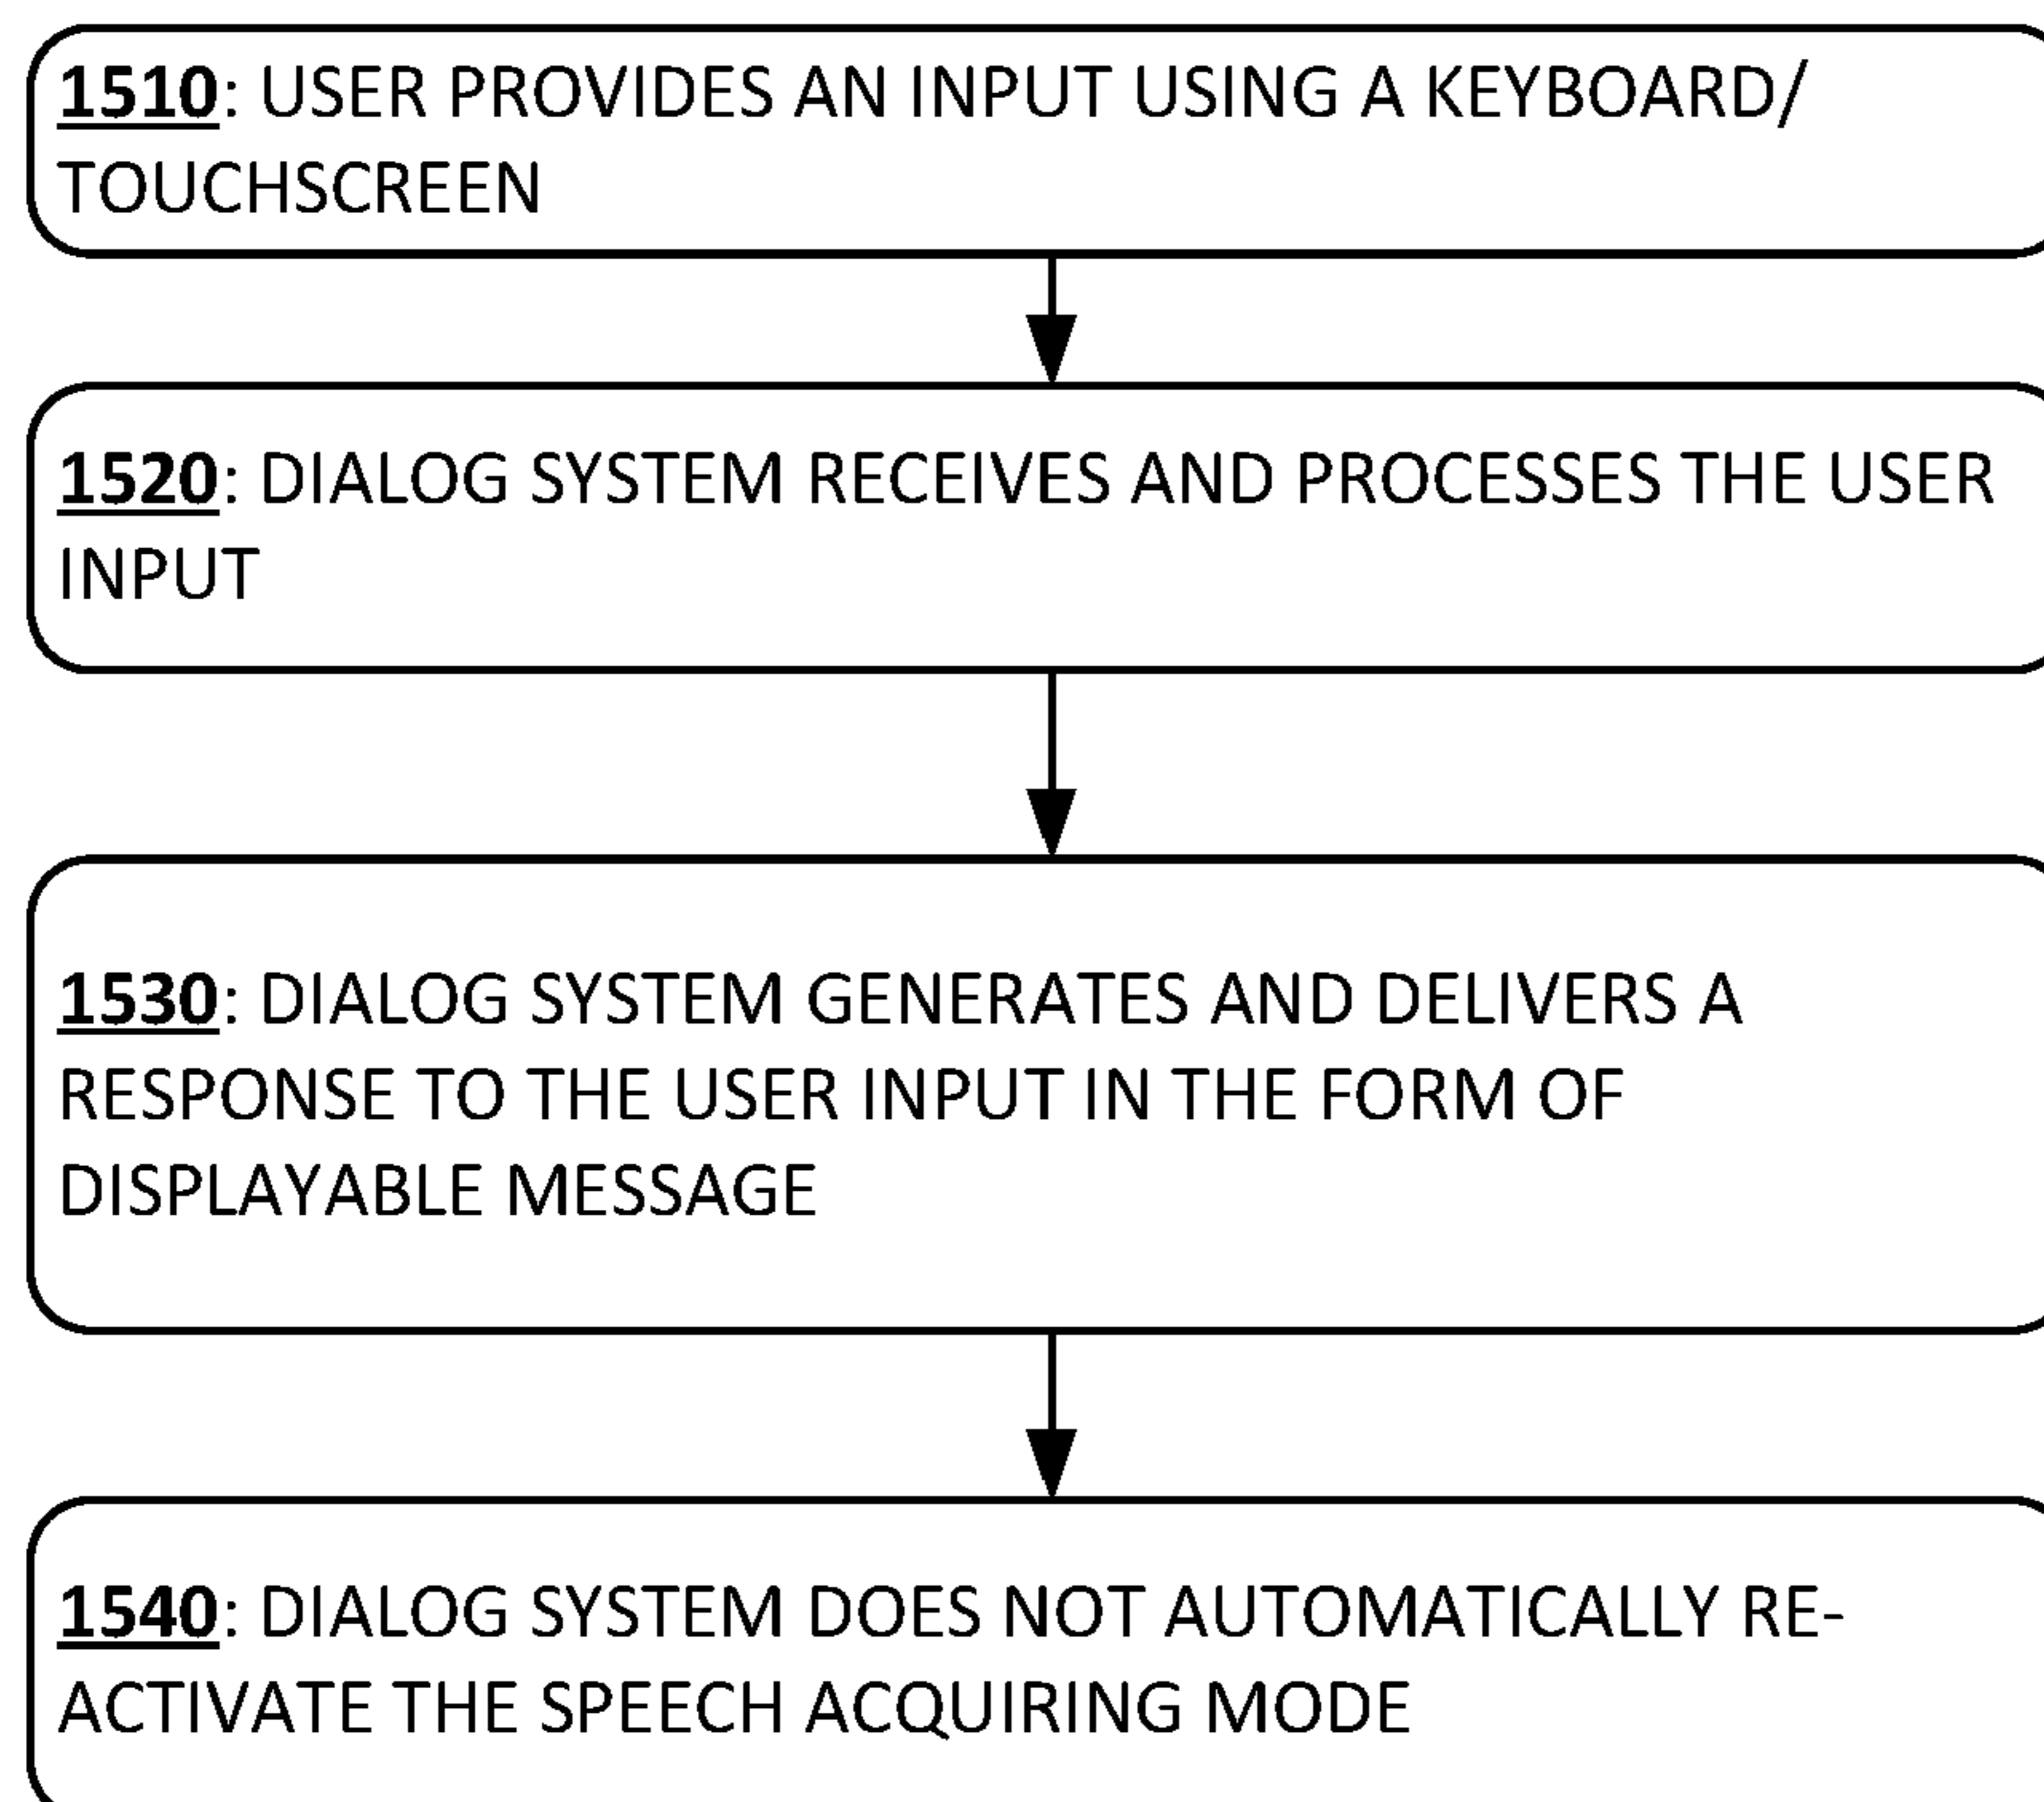 1510: USER PROVIDES AN INPUT USING A KEYBOARD/
TOUCHSCREEN
1520: DIALOG SYSTEM RECEIVES AND PROCESSES THE USER
INPUT
1530: DIALOG SYSTEM GENERATES AND DELIVERS A
RESPONSE TO THE USER INPUT IN THE FORM OF
DISPLAYABLE MESSAGE
1540: DIALOG SYSTEM DOES NOT AUTOMATICALLY RE-
ACTIVATE THE SPEECH ACQUIRING MODE